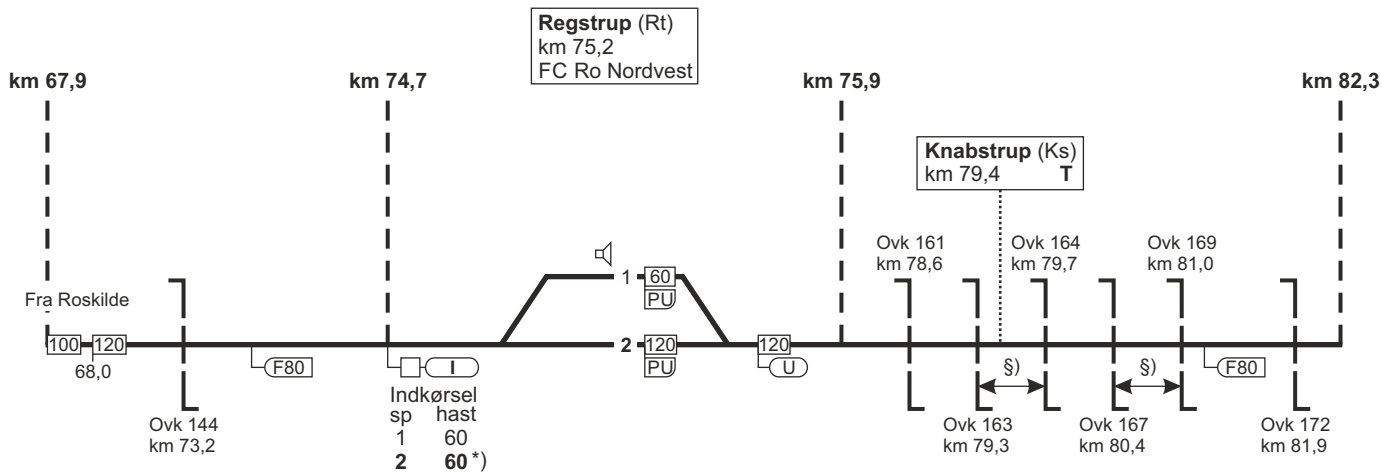 Regstrup (Rt)
km 75,2
FC Ro Nordvest
km 67,9
km 74,7
km 75,9
km 82,3
Knabstrup (Ks)
km 79,4 T
Ovk 161
km 78,6
Ovk 164
km 79,7
Ovk 169
km 81,0
Fra Roskilde
1 60
PU
100 120
68,0
2 120
PU
120
U
F80
I
§)
§)
F80
Indkørsel
sp hast
1 60
2 60 *)
Ovk 144
km 73,2
Ovk 163
km 79,3
Ovk 167
km 80,4
Ovk 172
km 81,9